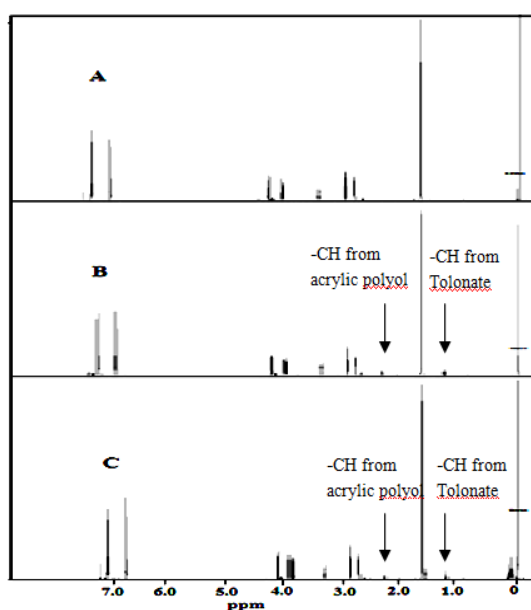 A
B
-CH from
acrylic polyol
-CH from
Tolonate
C
-CH from
acrylic polyol
-CH from
Tolonate
7.0 6.0 5.0 4.0 3.0 2.0 1.0 0
ppm